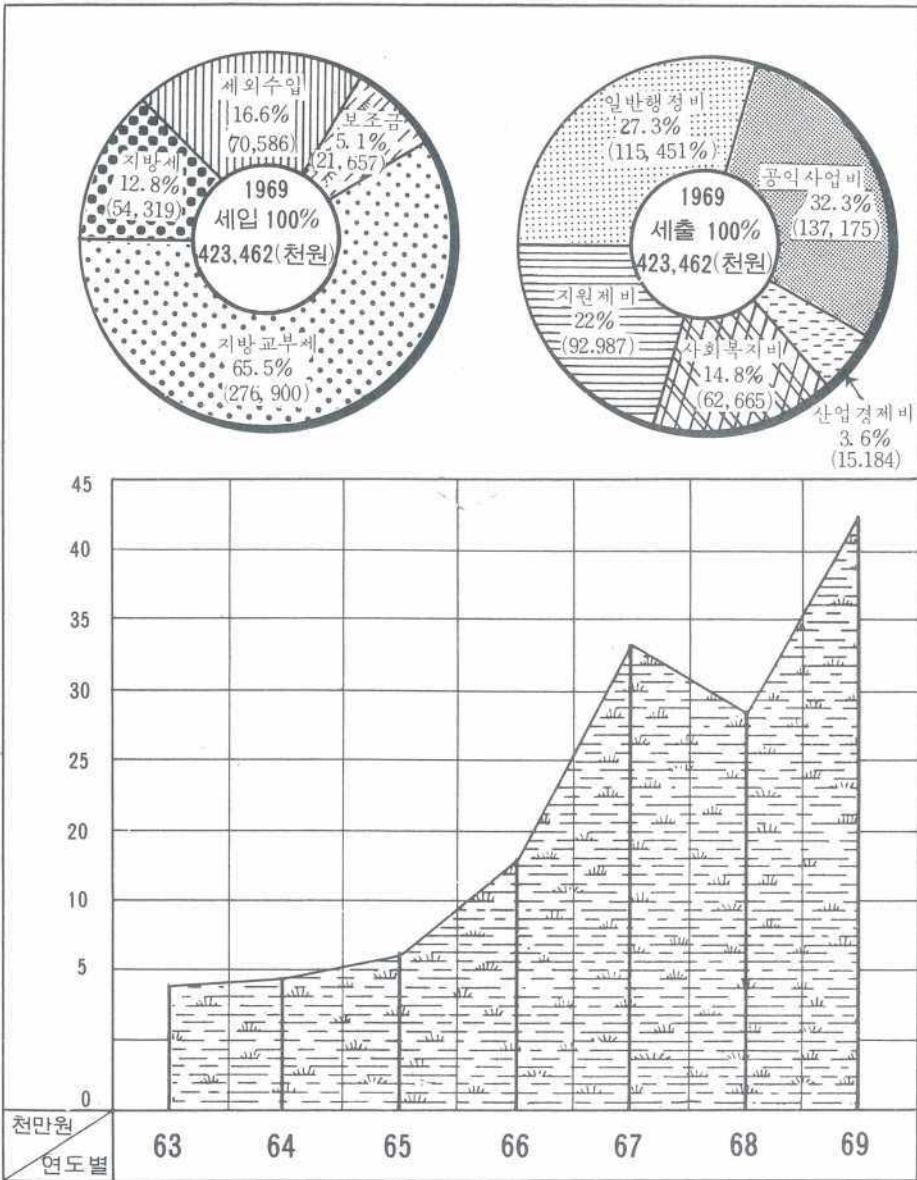 세외수입
16.6%
(70,586)
보조금
5.1%
(21,657)
지방세
12.8%
(54,319)
1969
세입 100%
423,462(천원)
지방교부세
65.5%
(276,900)
일반행정비
27.3%
(115,451%)
공익사업비
32.3%
(137,175)
1969
세출 100%
423,462(천원)
지원제비
22%
(92.987)
사회복지비
14.8%
(62,665)
산업경제비
3.6%
(15.184)
45
40
35
30
25
20
10
5
0
천만원
연도별
63 64 65 66 67 68 69